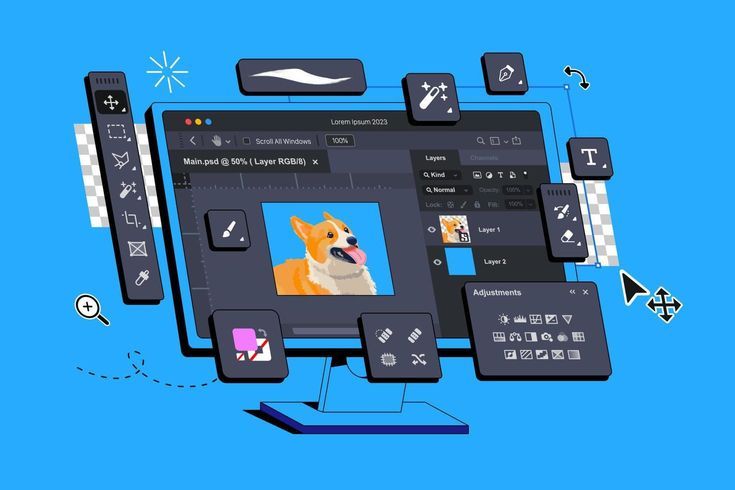 Lorem Ipsum 2023
Scroll All Windows
100%
Main.psd @ 50% ( Layer RGB/8) ×
Layers
Channels
Kind
T
Normal
Opacity:
100%
Lock:
Fill:
100%
Layer 1
Layer 2
T
Adjustments